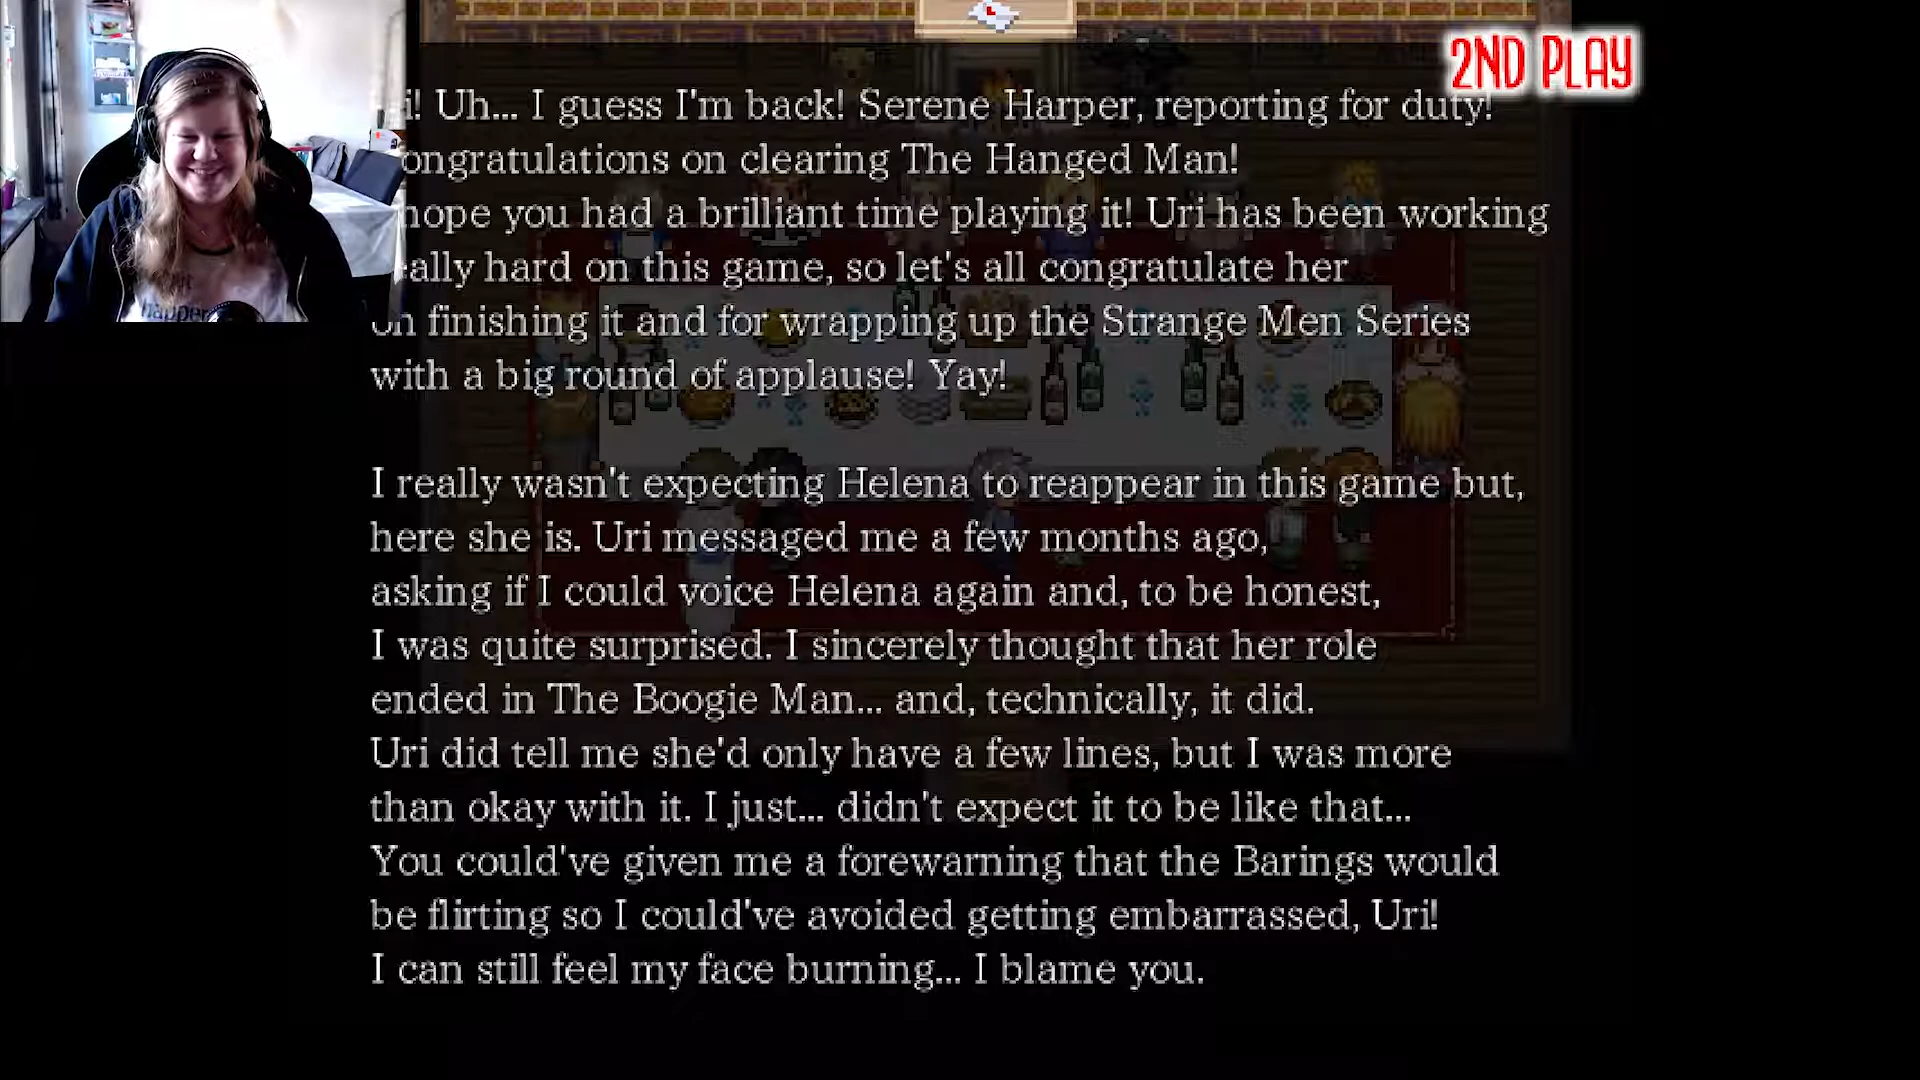 2ND PLAY
i! Uh... I guess I'm back! Serene Harper, reporting for duty!
ongratulations on clearing The Hanged Man!
hope you had a brilliant time playing it! Uri has been working
ally hard on this game, so let's all congratulate her
on finishing it and for wrapping up the Strange Men Series
with a big round of applause! Yay!
I really wasn't expecting Helena to reappear in this game but,
here she is. Uri messaged me a few months ago,
asking if I could voice Helena again and, to be honest,
I was quite surprised. I sincerely thought that her role
ended in The Boogie Man... and, technically, it did.
Uri did tell me she'd only have a few lines, but I was more
than okay with it. I just... didn't expect it to be like that...
You could've given me a forewarning that the Barings would
be flirting so I could've avoided getting embarrassed, Uri!
I can still feel my face burning... I blame you.